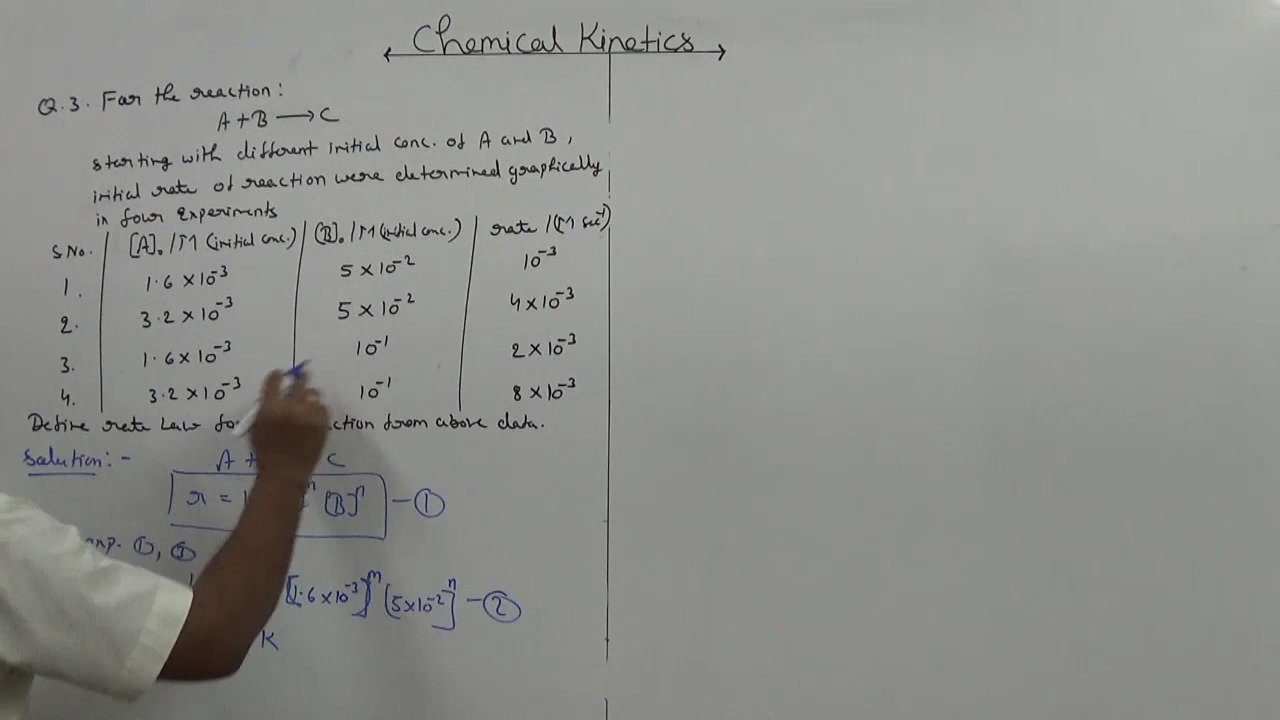 Chemical Kinetics
Q.3. For the reaction:
A + B ⟶ C
starting with different initial conc. of A and B,
initial rate of reaction were determined graphically
in four experiments
S No. | [A]₀ /M (initial conc.) | [B]₀ /M (initial conc.) | rate /(M sec⁻¹)
1. | 1.6 × 10⁻³ | 5 × 10⁻² | 10⁻³
2. | 3.2 × 10⁻³ | 5 × 10⁻² | 4 × 10⁻³
3. | 1.6 × 10⁻³ | 10⁻¹ | 2 × 10⁻³
4. | 3.2 × 10⁻³ | 10⁻¹ | 8 × 10⁻³
Define rate Law from above data.
Solution:-
A + C
r = [B]ⁿ — ①
exp. ①, ②
[1.6 × 10⁻³]ᵐ [5 × 10⁻²]ⁿ — ②
K